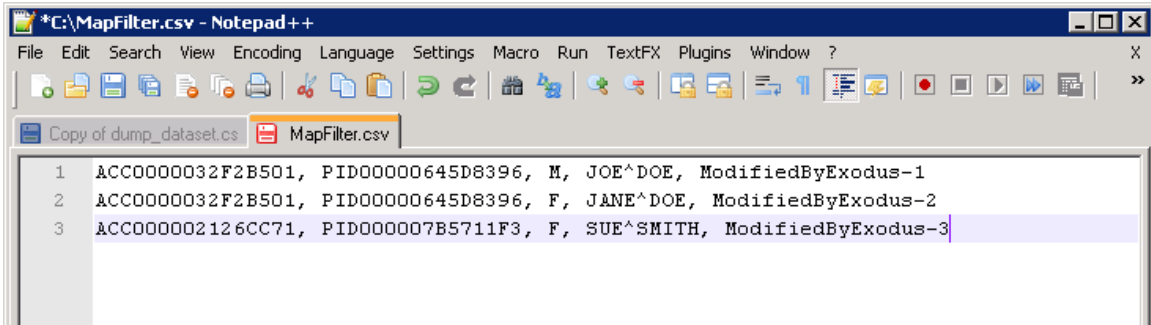 *C:\MapFilter.csv - Notepad++
File Edit Search View Encoding Language Settings Macro Run TextFX Plugins Window ? X
Copy of dump_dataset.cs MapFilter.csv
1 ACC0000032F2B501, PID00000645D8396, M, JOE^DOE, ModifiedByExodus-1
2 ACC0000032F2B501, PID00000645D8396, F, JANE^DOE, ModifiedByExodus-2
3 ACC000002126CC71, PID000007B5711F3, F, SUE^SMITH, ModifiedByExodus-3